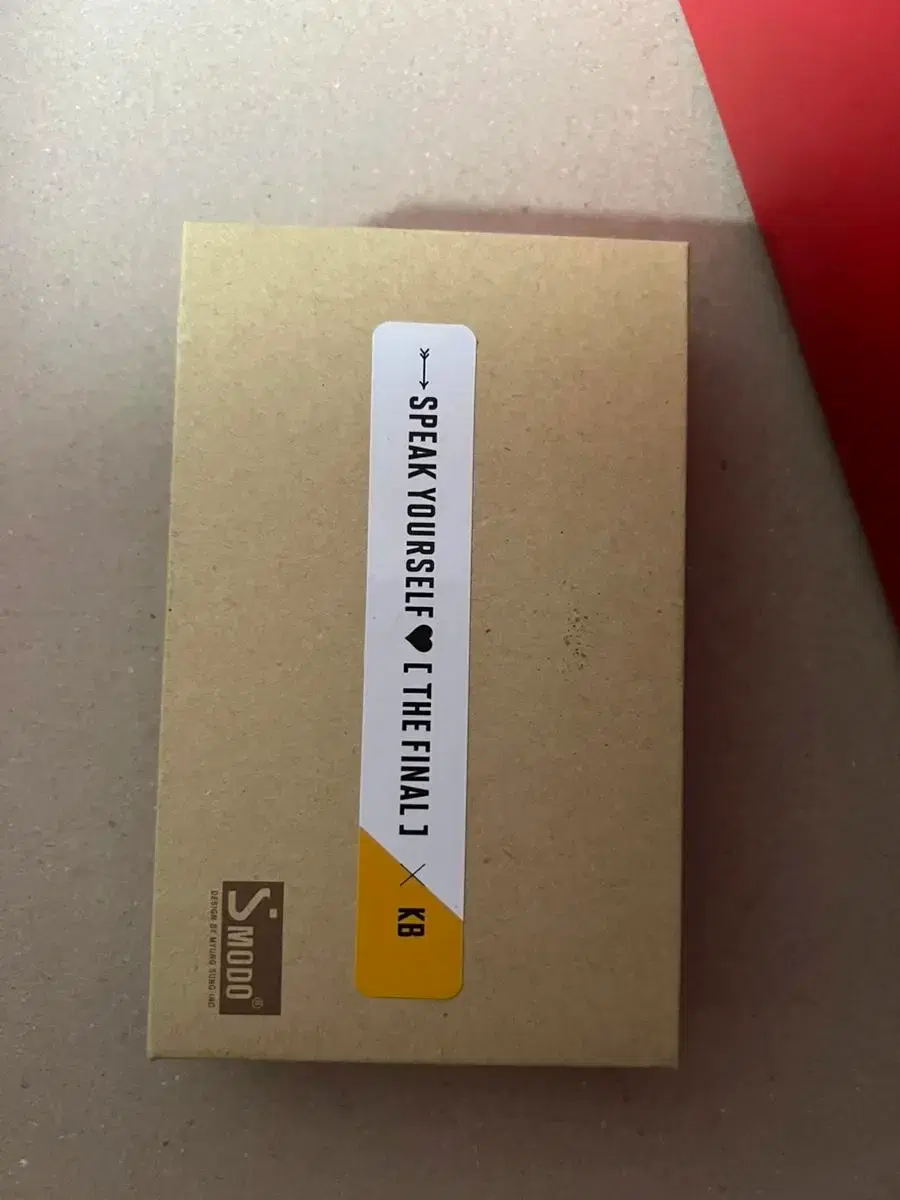 SPEAK YOURSELF♥[ THE FINAL ] X KB
S'MODO®
DESIGN BY MYUNG SUNG INC